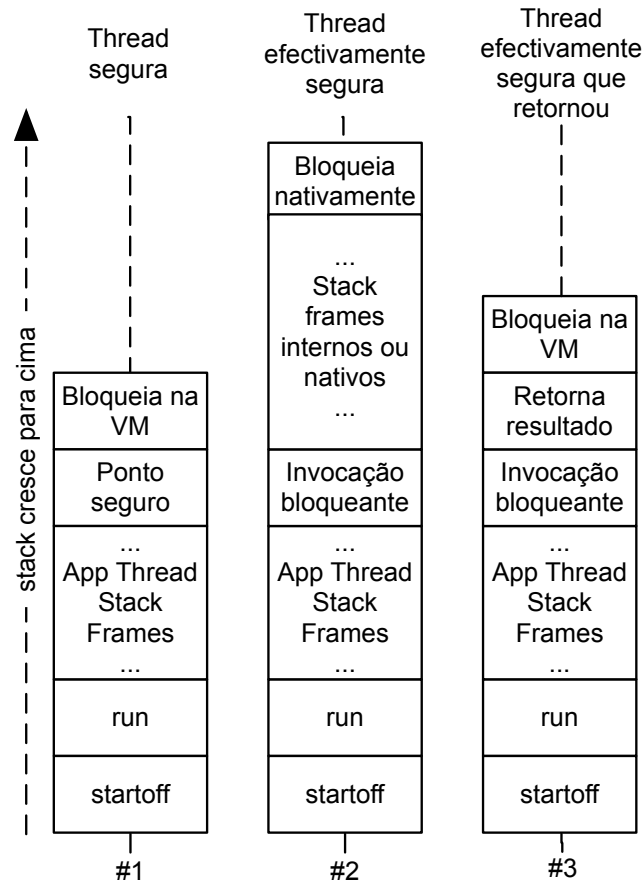 Thread
segura
Thread
efectivamente
segura
Thread
efectivamente
segura que
retornou
stack cresce para cima
Bloqueia na
VM
Ponto
seguro
...
App Thread
Stack
Frames
...
run
startoff
#1
Bloqueia
nativamente
...
Stack
frames
internos ou
nativos
...
Invocação
bloqueante
...
App Thread
Stack
Frames
...
run
startoff
#2
Bloqueia na
VM
Retorna
resultado
Invocação
bloqueante
...
App Thread
Stack
Frames
...
run
startoff
#3